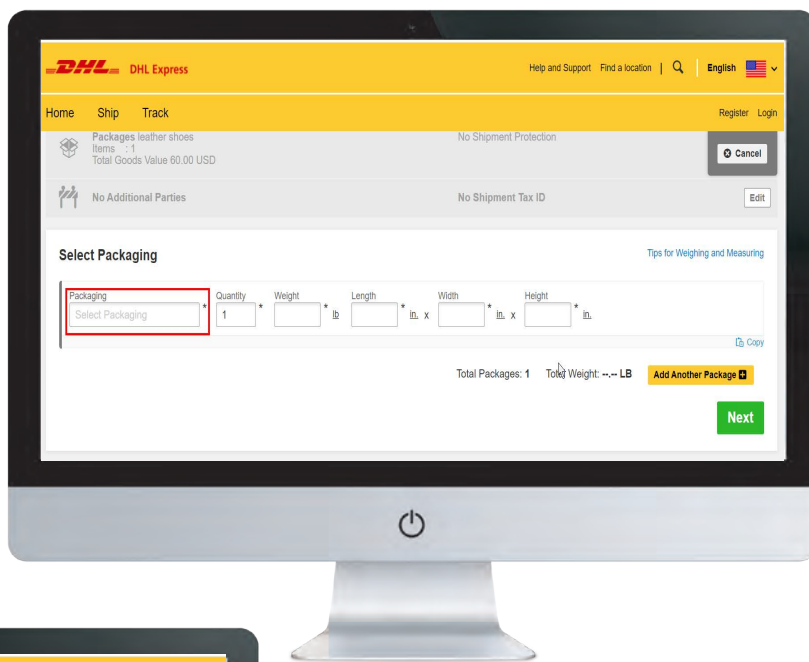 DHL DHL Express Help and Support Find a location | English
Home Ship Track Register Login
Packages leather shoes No Shipment Protection
Items : 1 Cancel
Total Goods Value 60.00 USD
No Additional Parties No Shipment Tax ID Edit
Select Packaging Tips for Weighing and Measuring
Packaging Quantity Weight Length Width Height
Select Packaging * 1 * * lb * in. x * in. x * in.
Copy
Total Packages: 1 Total Weight: --.-- LB Add Another Package
Next